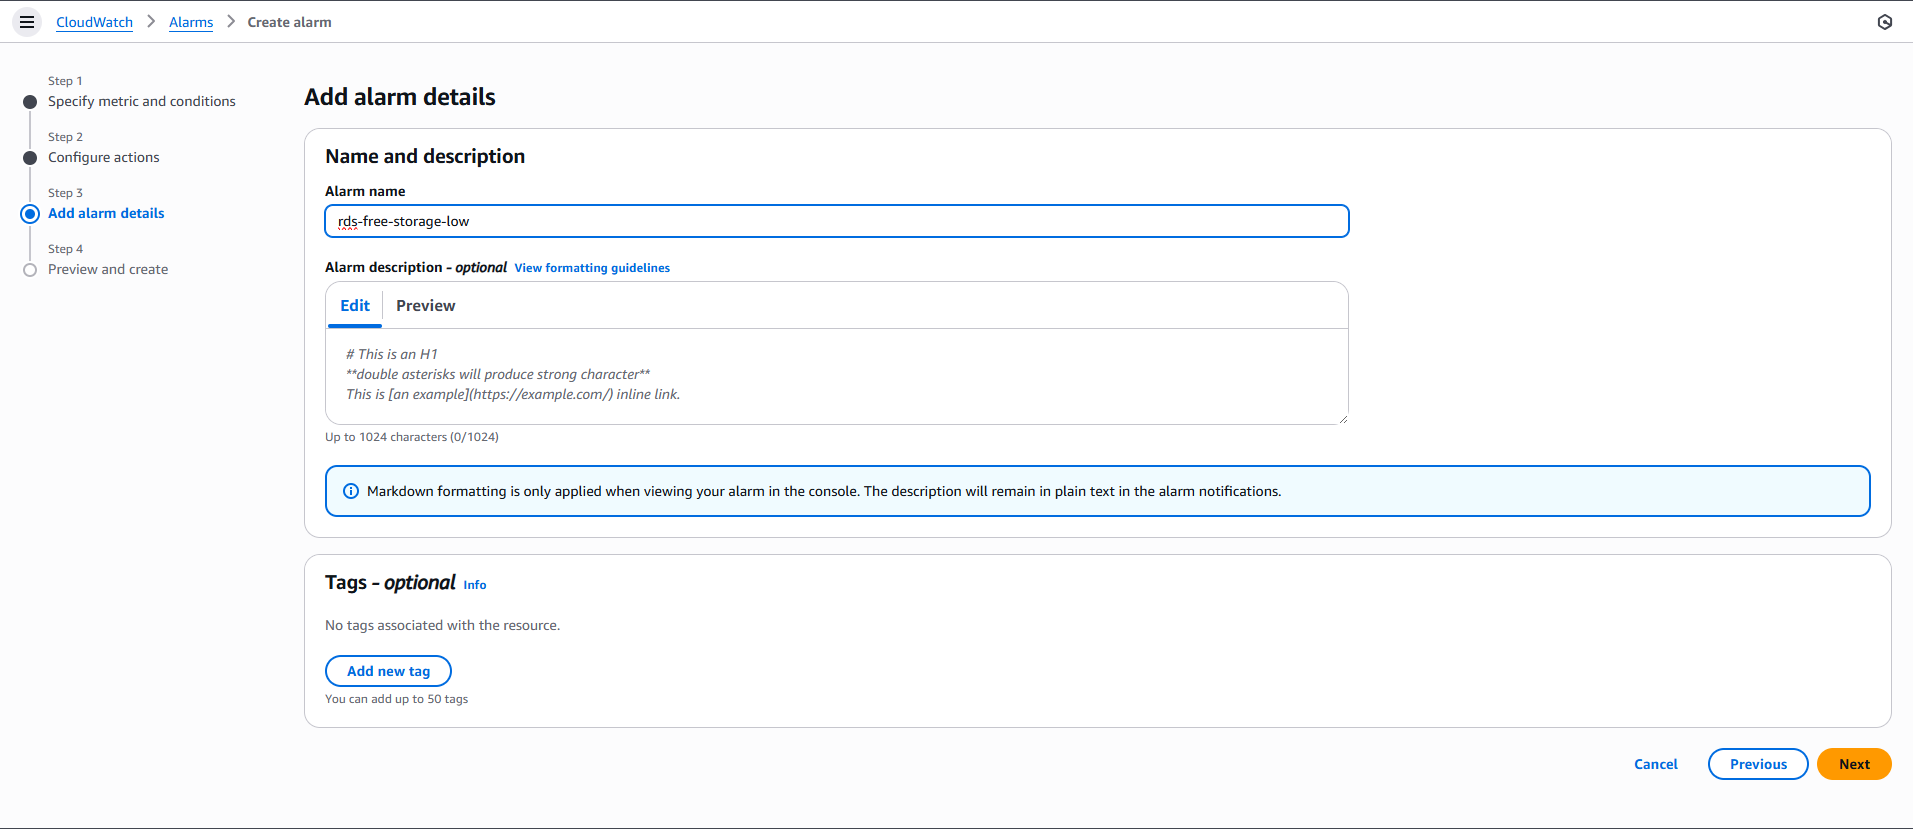 CloudWatch > Alarms > Create alarm
Step 1
Specify metric and conditions
Step 2
Configure actions
Step 3
Add alarm details
Step 4
Preview and create
Add alarm details
Name and description
Alarm name
rds-free-storage-low
Alarm description - optional View formatting guidelines
Edit Preview
# This is an H1
**double asterisks will produce strong character**
This is [an example](https://example.com/) inline link.
Up to 1024 characters (0/1024)
Markdown formatting is only applied when viewing your alarm in the console. The description will remain in plain text in the alarm notifications.
Tags - optional Info
No tags associated with the resource.
Add new tag
You can add up to 50 tags
Cancel Previous Next